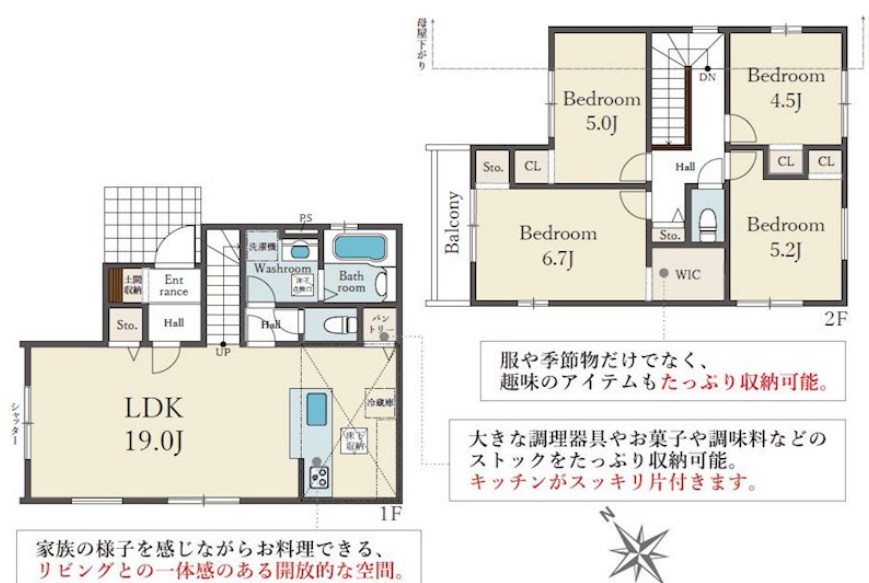 母屋下がり
DN
Bedroom
5.0J
Bedroom
4.5J
Sto.
CL
Hall
CL
CL
Balcony
Bedroom
6.7J
Sto.
Bedroom
5.2J
WIC
2F
PS
洗濯機
Washroom
床下
点検口
Bath
room
土間
収納
Ent
rance
Sto.
Hall
UP
Hall
パン
トリー
シャッター
LDK
19.0J
冷蔵庫
床下
収納
1F
服や季節物だけでなく、
趣味のアイテムもたっぷり収納可能。
大きな調理器具やお菓子や調味料などの
ストックをたっぷり収納可能。
キッチンがスッキリ片付きます。
家族の様子を感じながらお料理できる、
リビングとの一体感のある開放的な空間。
N